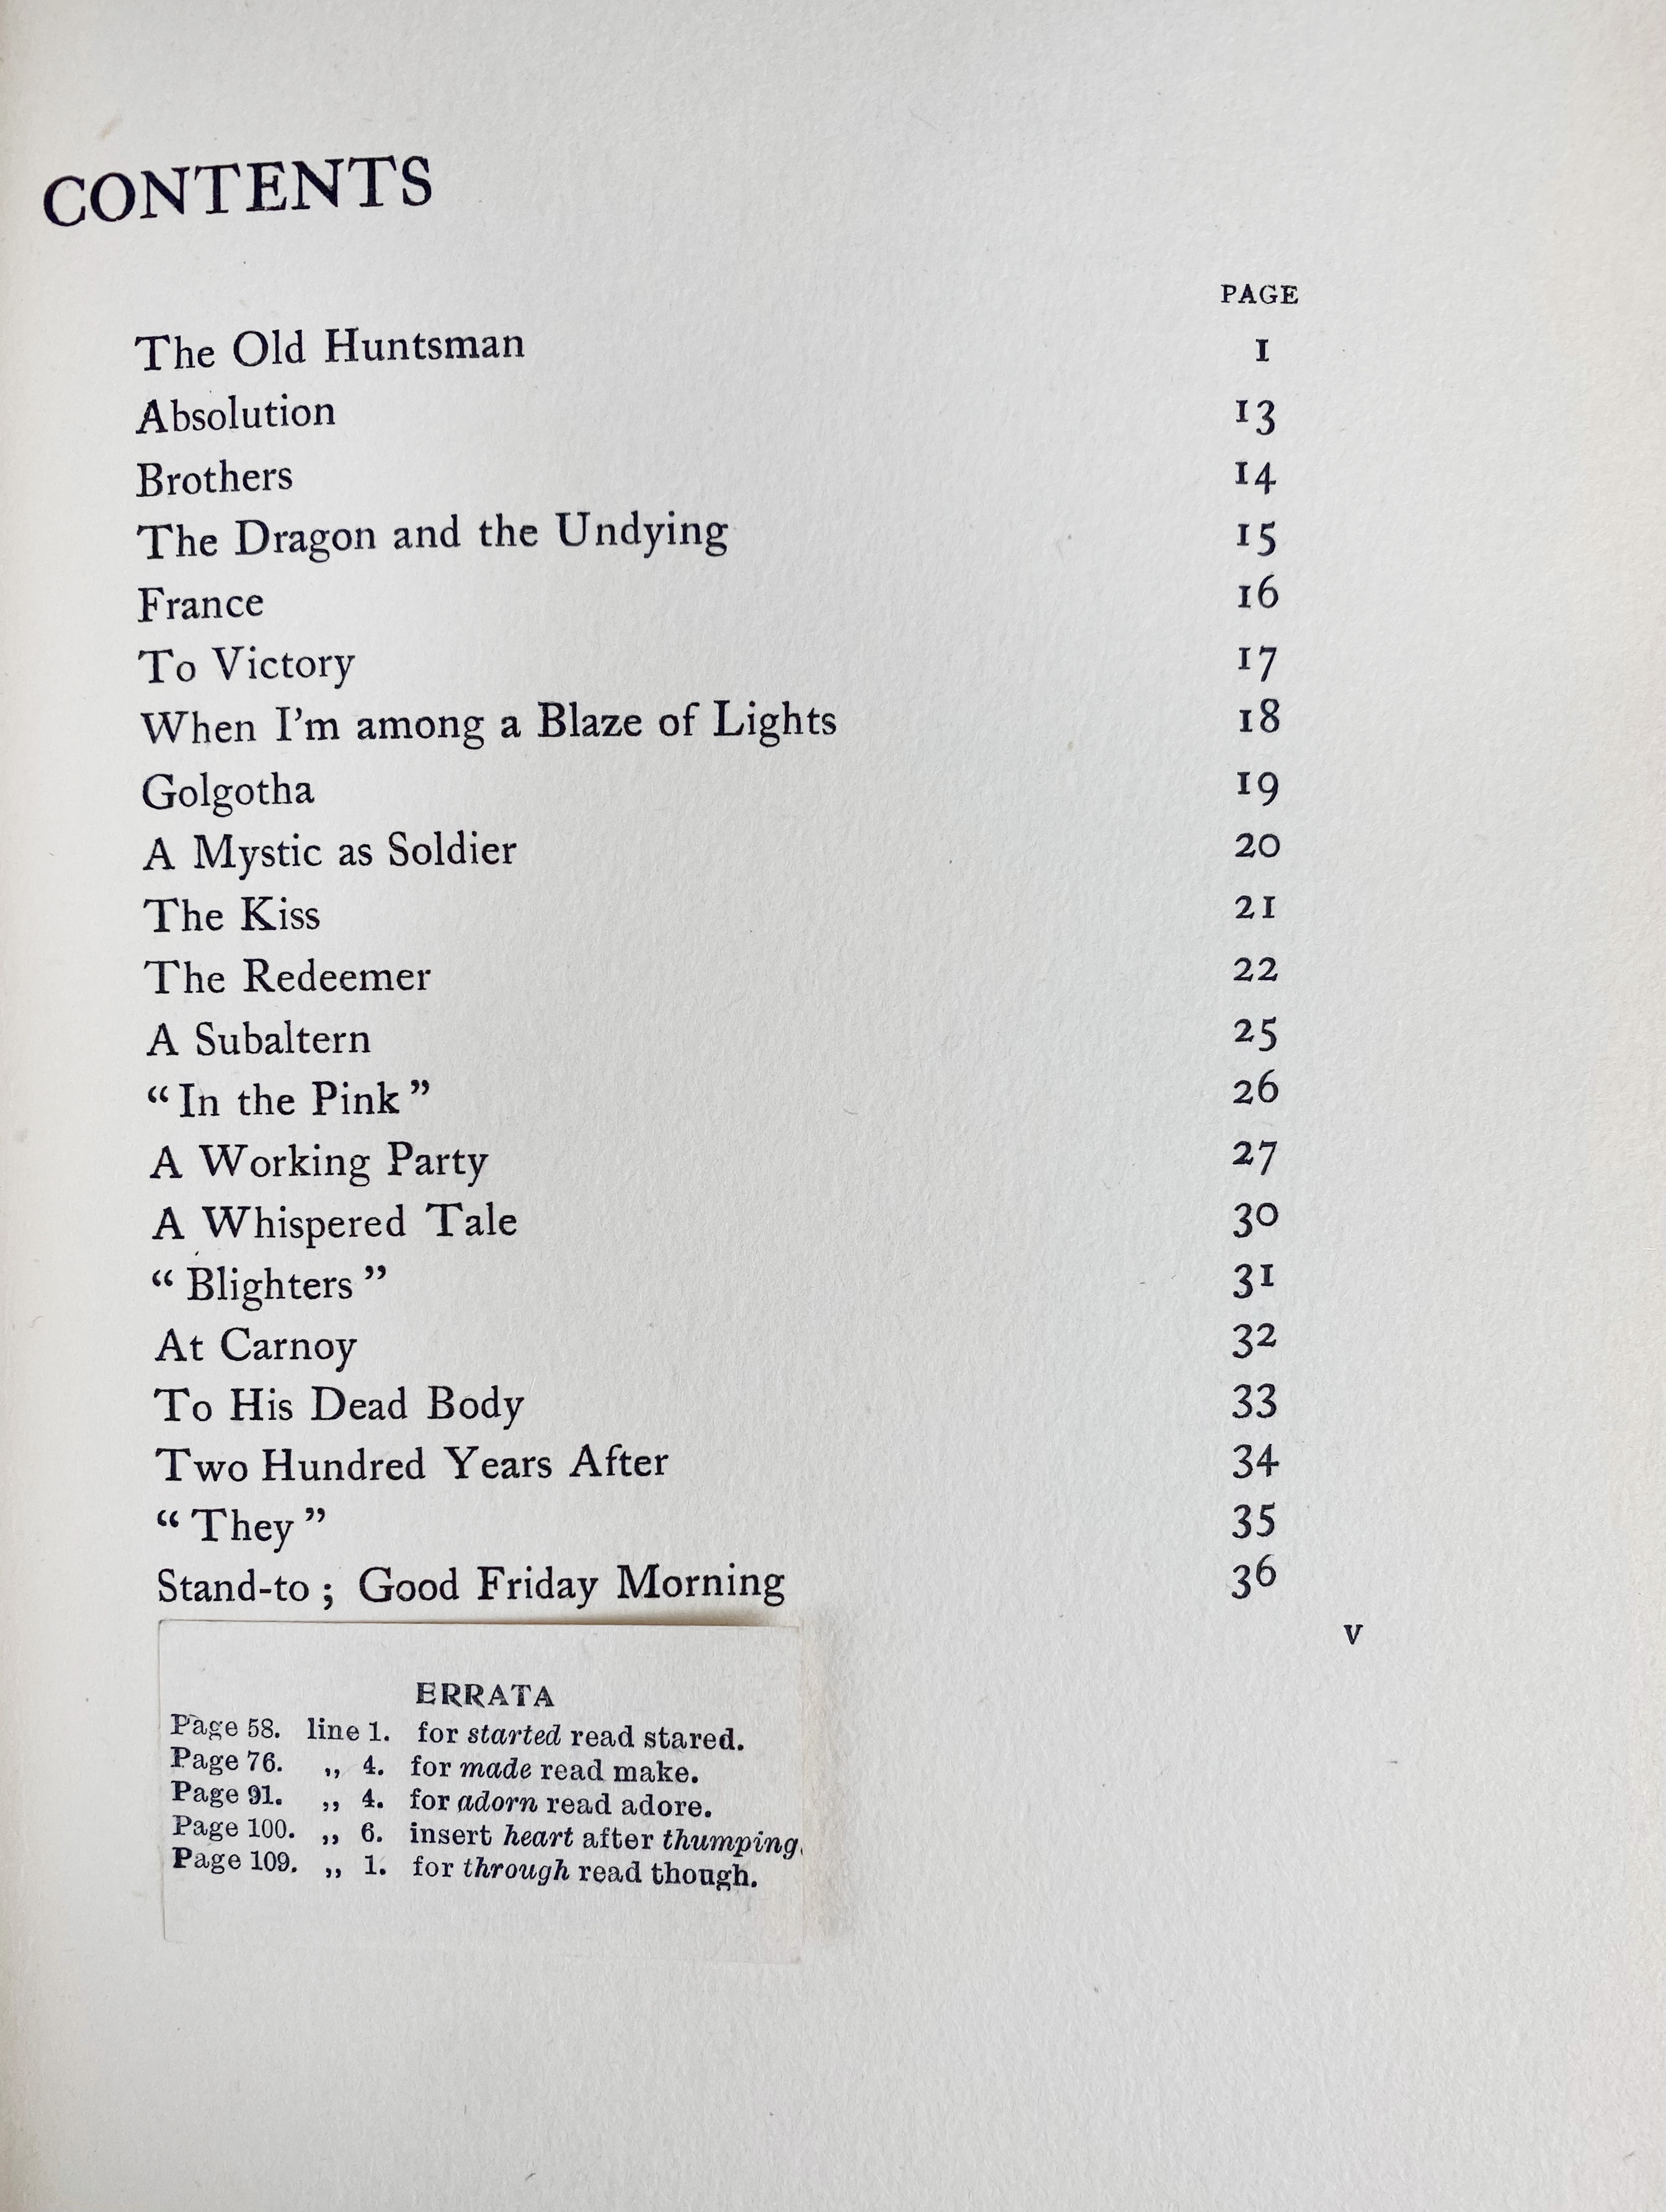 CONTENTS
PAGE
The Old Huntsman 1
Absolution 13
Brothers 14
The Dragon and the Undying 15
France 16
To Victory 17
When I'm among a Blaze of Lights 18
Golgotha 19
A Mystic as Soldier 20
The Kiss 21
The Redeemer 22
A Subaltern 25
“In the Pink” 26
A Working Party 27
A Whispered Tale 30
“Blighters” 31
At Carnoy 32
To His Dead Body 33
Two Hundred Years After 34
“They” 35
Stand-to; Good Friday Morning 36
v
ERRATA
Page 58. line 1. for started read stared.
Page 76. „ 4. for made read make.
Page 91. „ 4. for adorn read adore.
Page 100. „ 6. insert heart after thumping.
Page 109. „ 1. for through read though.